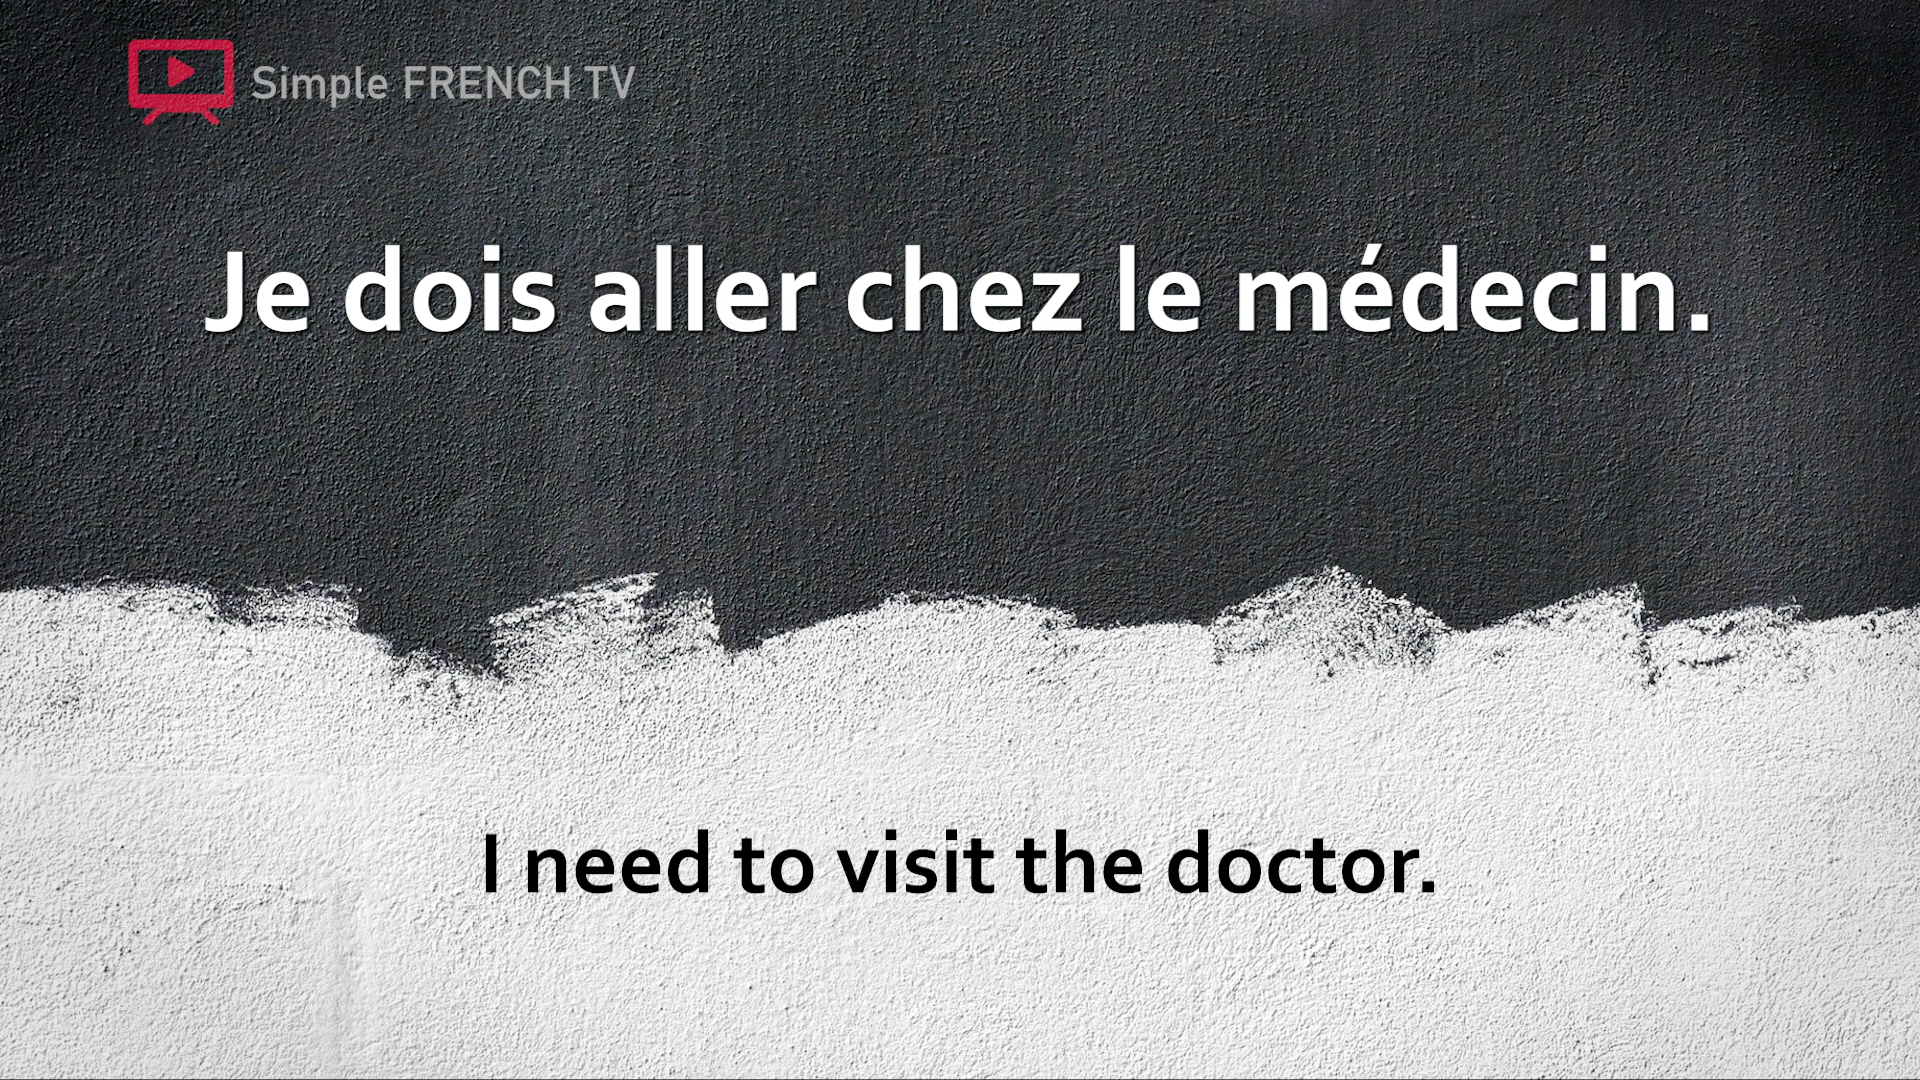 Simple FRENCH TV
Je dois aller chez le médecin.
I need to visit the doctor.